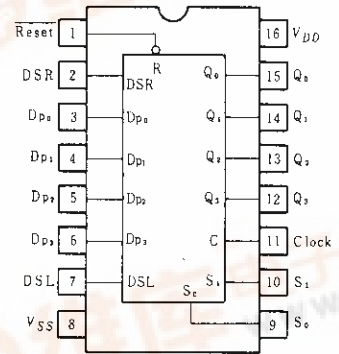 Reset 1 16 VDD
R
DSR 2 DSR Q0 15 Q0
Dp0 3 Dp0 Q1 14 Q1
Dp1 4 Dp1 Q2 13 Q2
Dp2 5 Dp2 Q3 12 Q3
Dp3 6 Dp3 C 11 Clock
DSL 7 DSL S1 10 S1
S0
VSS 8 9 S0